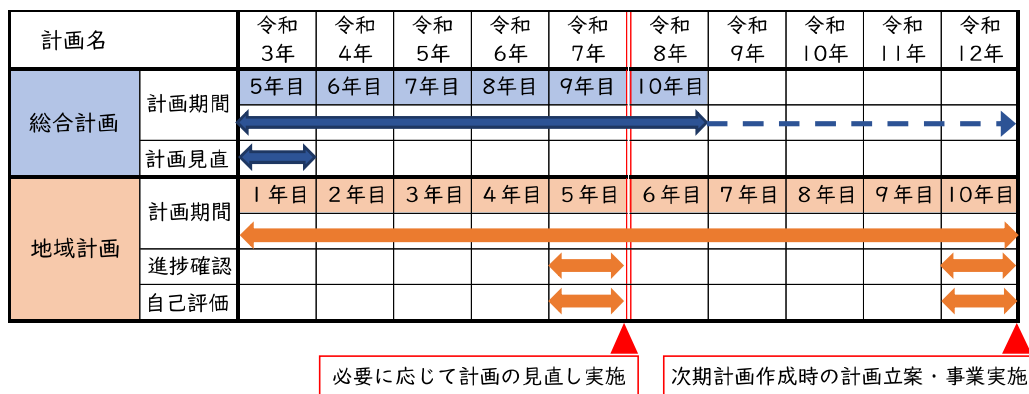 計画名 令和3年 令和4年 令和5年 令和6年 令和7年 令和8年 令和9年 令和10年 令和11年 令和12年
総合計画 計画期間 5年目 6年目 7年目 8年目 9年目 10年目
計画見直
地域計画 計画期間 1年目 2年目 3年目 4年目 5年目 6年目 7年目 8年目 9年目 10年目
進捗確認
自己評価
必要に応じて計画の見直し実施 次期計画作成時の計画立案・事業実施